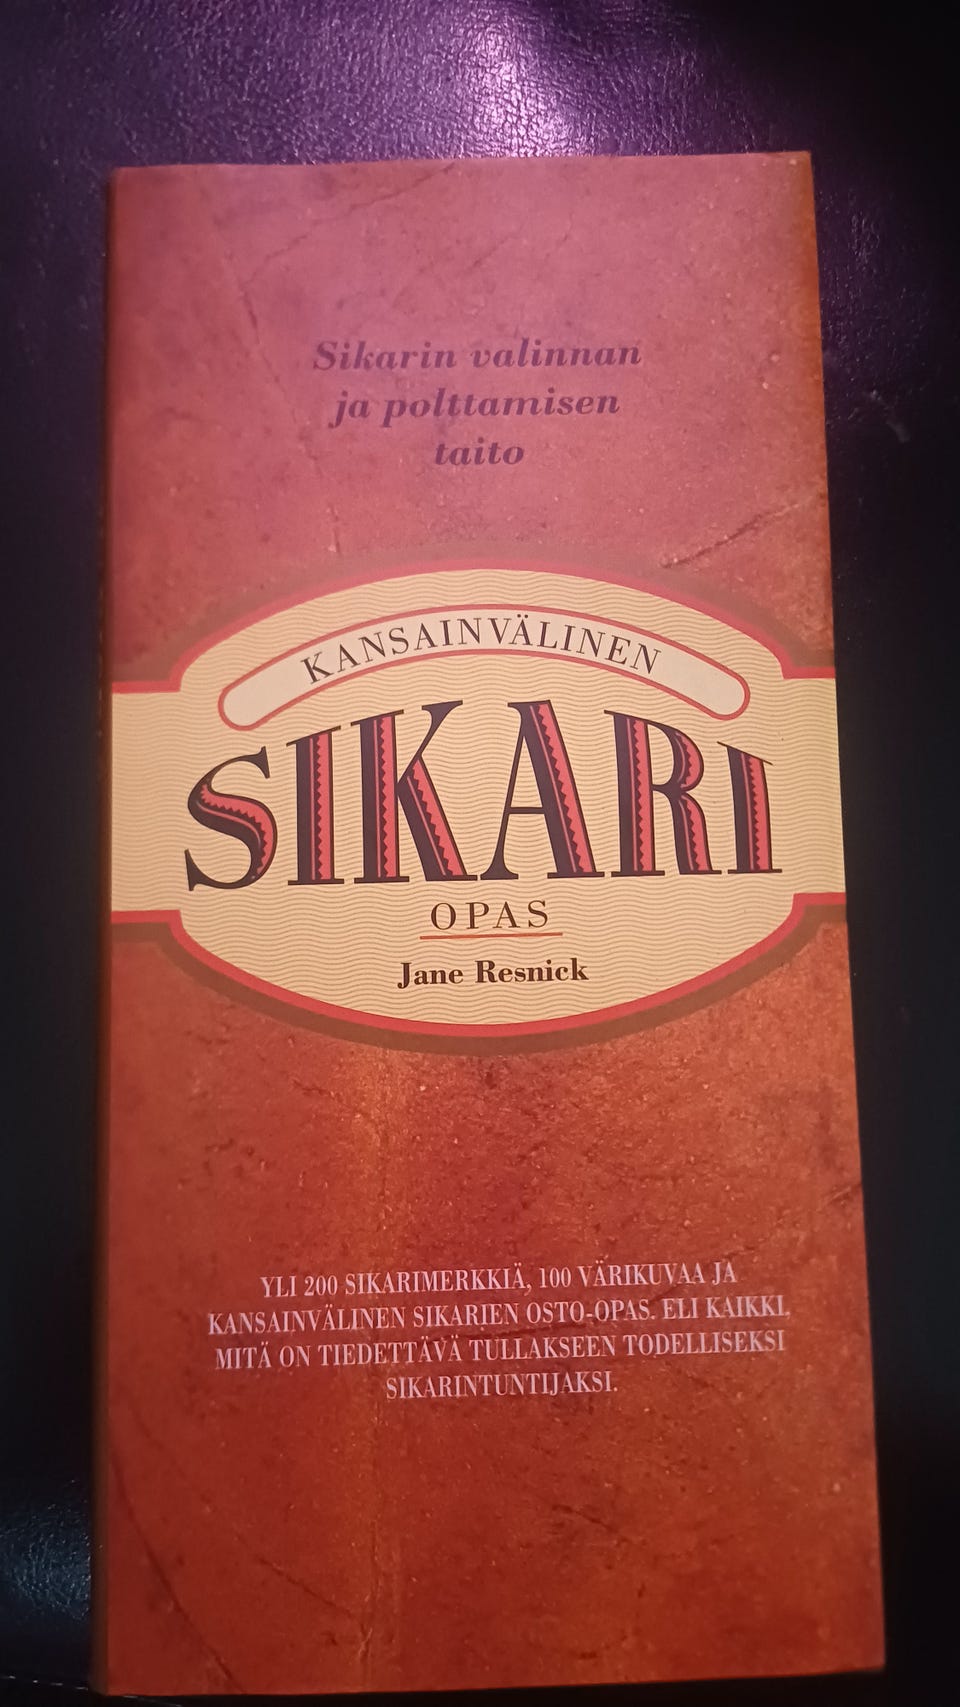 Sikarin valinnan
ja polttamisen
taito
KANSAINVÄLINEN
SIKARI
OPAS
Jane Resnick
YLI 200 SIKARIMERKKIÄ, 100 VÄRIKUVAA JA
KANSAINVÄLINEN SIKARIEN OSTO-OPAS. ELI KAIKKI,
MITÄ ON TIEDETTÄVÄ TULLAKSEEN TODELLISEKSI
SIKARINTUNTIJAKSI.